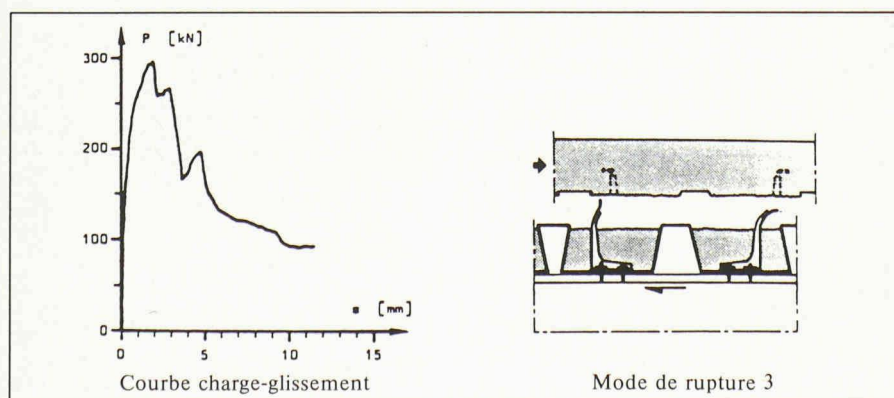 P [kN]
300
200
100
0
s [mm]
0 5 10 15
Courbe charge-glissement
Mode de rupture 3